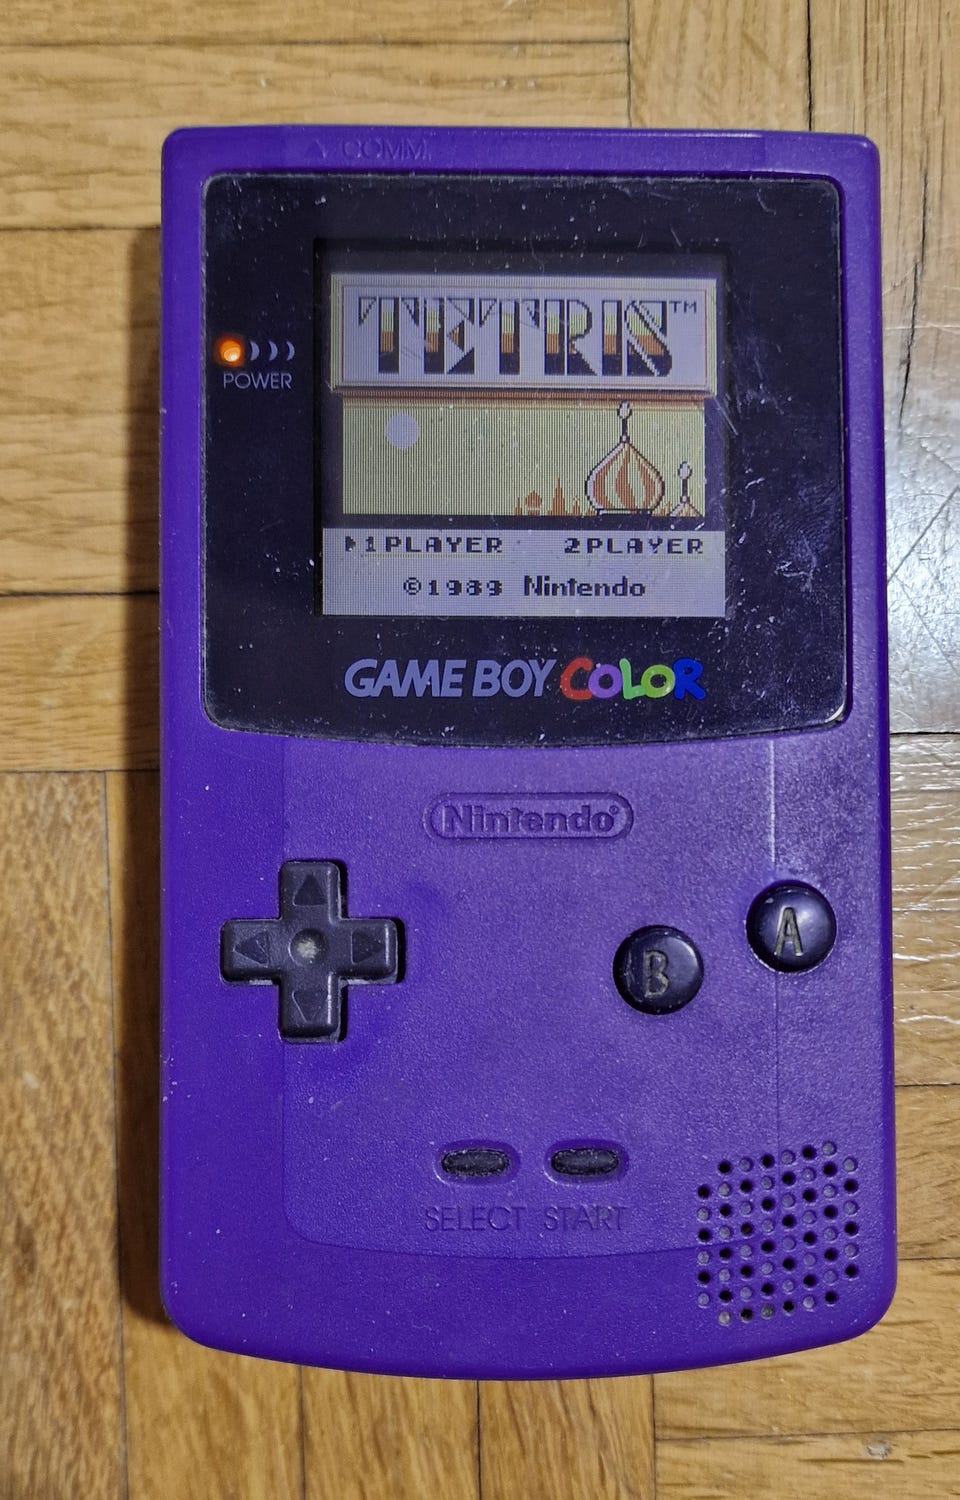 COMM.
TETRIS™
POWER
1PLAYER 2PLAYER
©1989 Nintendo
GAME BOY COLOR
Nintendo®
B A
SELECT START